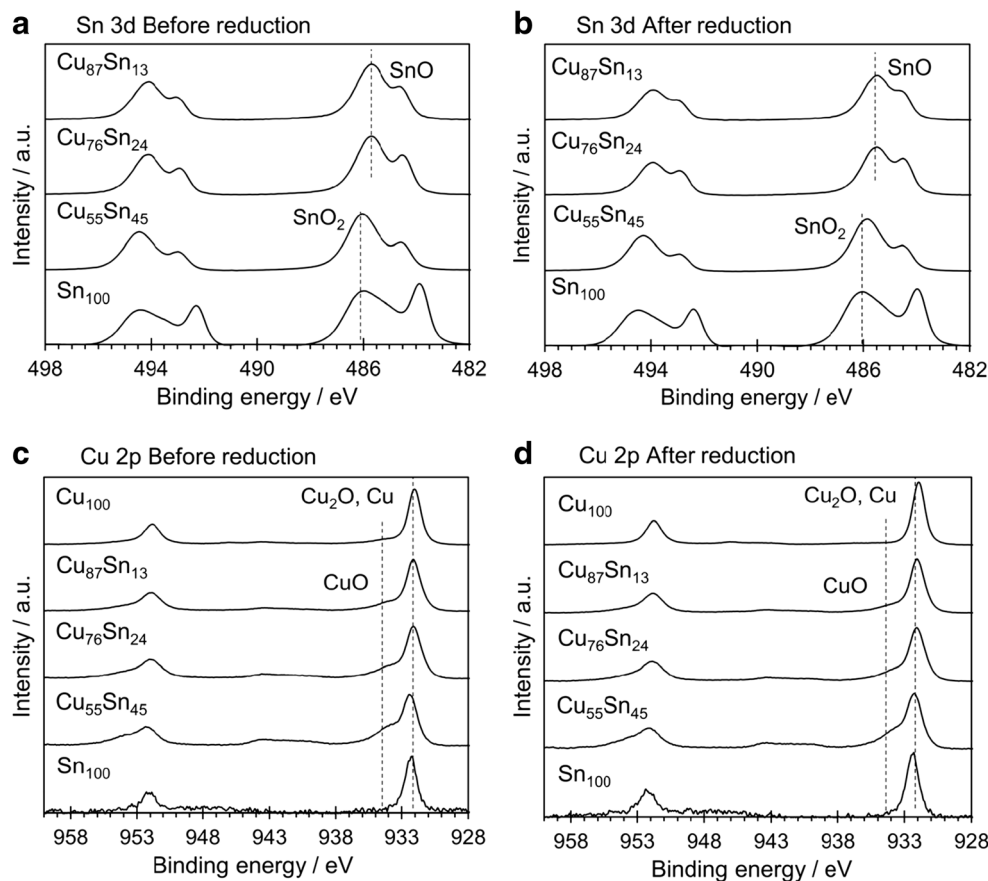 a Sn 3d Before reduction
Intensity / a.u.
Cu87Sn13
SnO
Cu76Sn24
Cu55Sn45
SnO2
Sn100
498 494 490 486 482
Binding energy / eV
b Sn 3d After reduction
Intensity / a.u.
Cu87Sn13
SnO
Cu76Sn24
Cu55Sn45
SnO2
Sn100
498 494 490 486 482
Binding energy / eV
c Cu 2p Before reduction
Intensity / a.u.
Cu100
Cu2O, Cu
Cu87Sn13
CuO
Cu76Sn24
Cu55Sn45
Sn100
958 953 948 943 938 933 928
Binding energy / eV
d Cu 2p After reduction
Intensity / a.u.
Cu100
Cu2O, Cu
Cu87Sn13
CuO
Cu76Sn24
Cu55Sn45
Sn100
958 953 948 943 938 933 928
Binding energy / eV